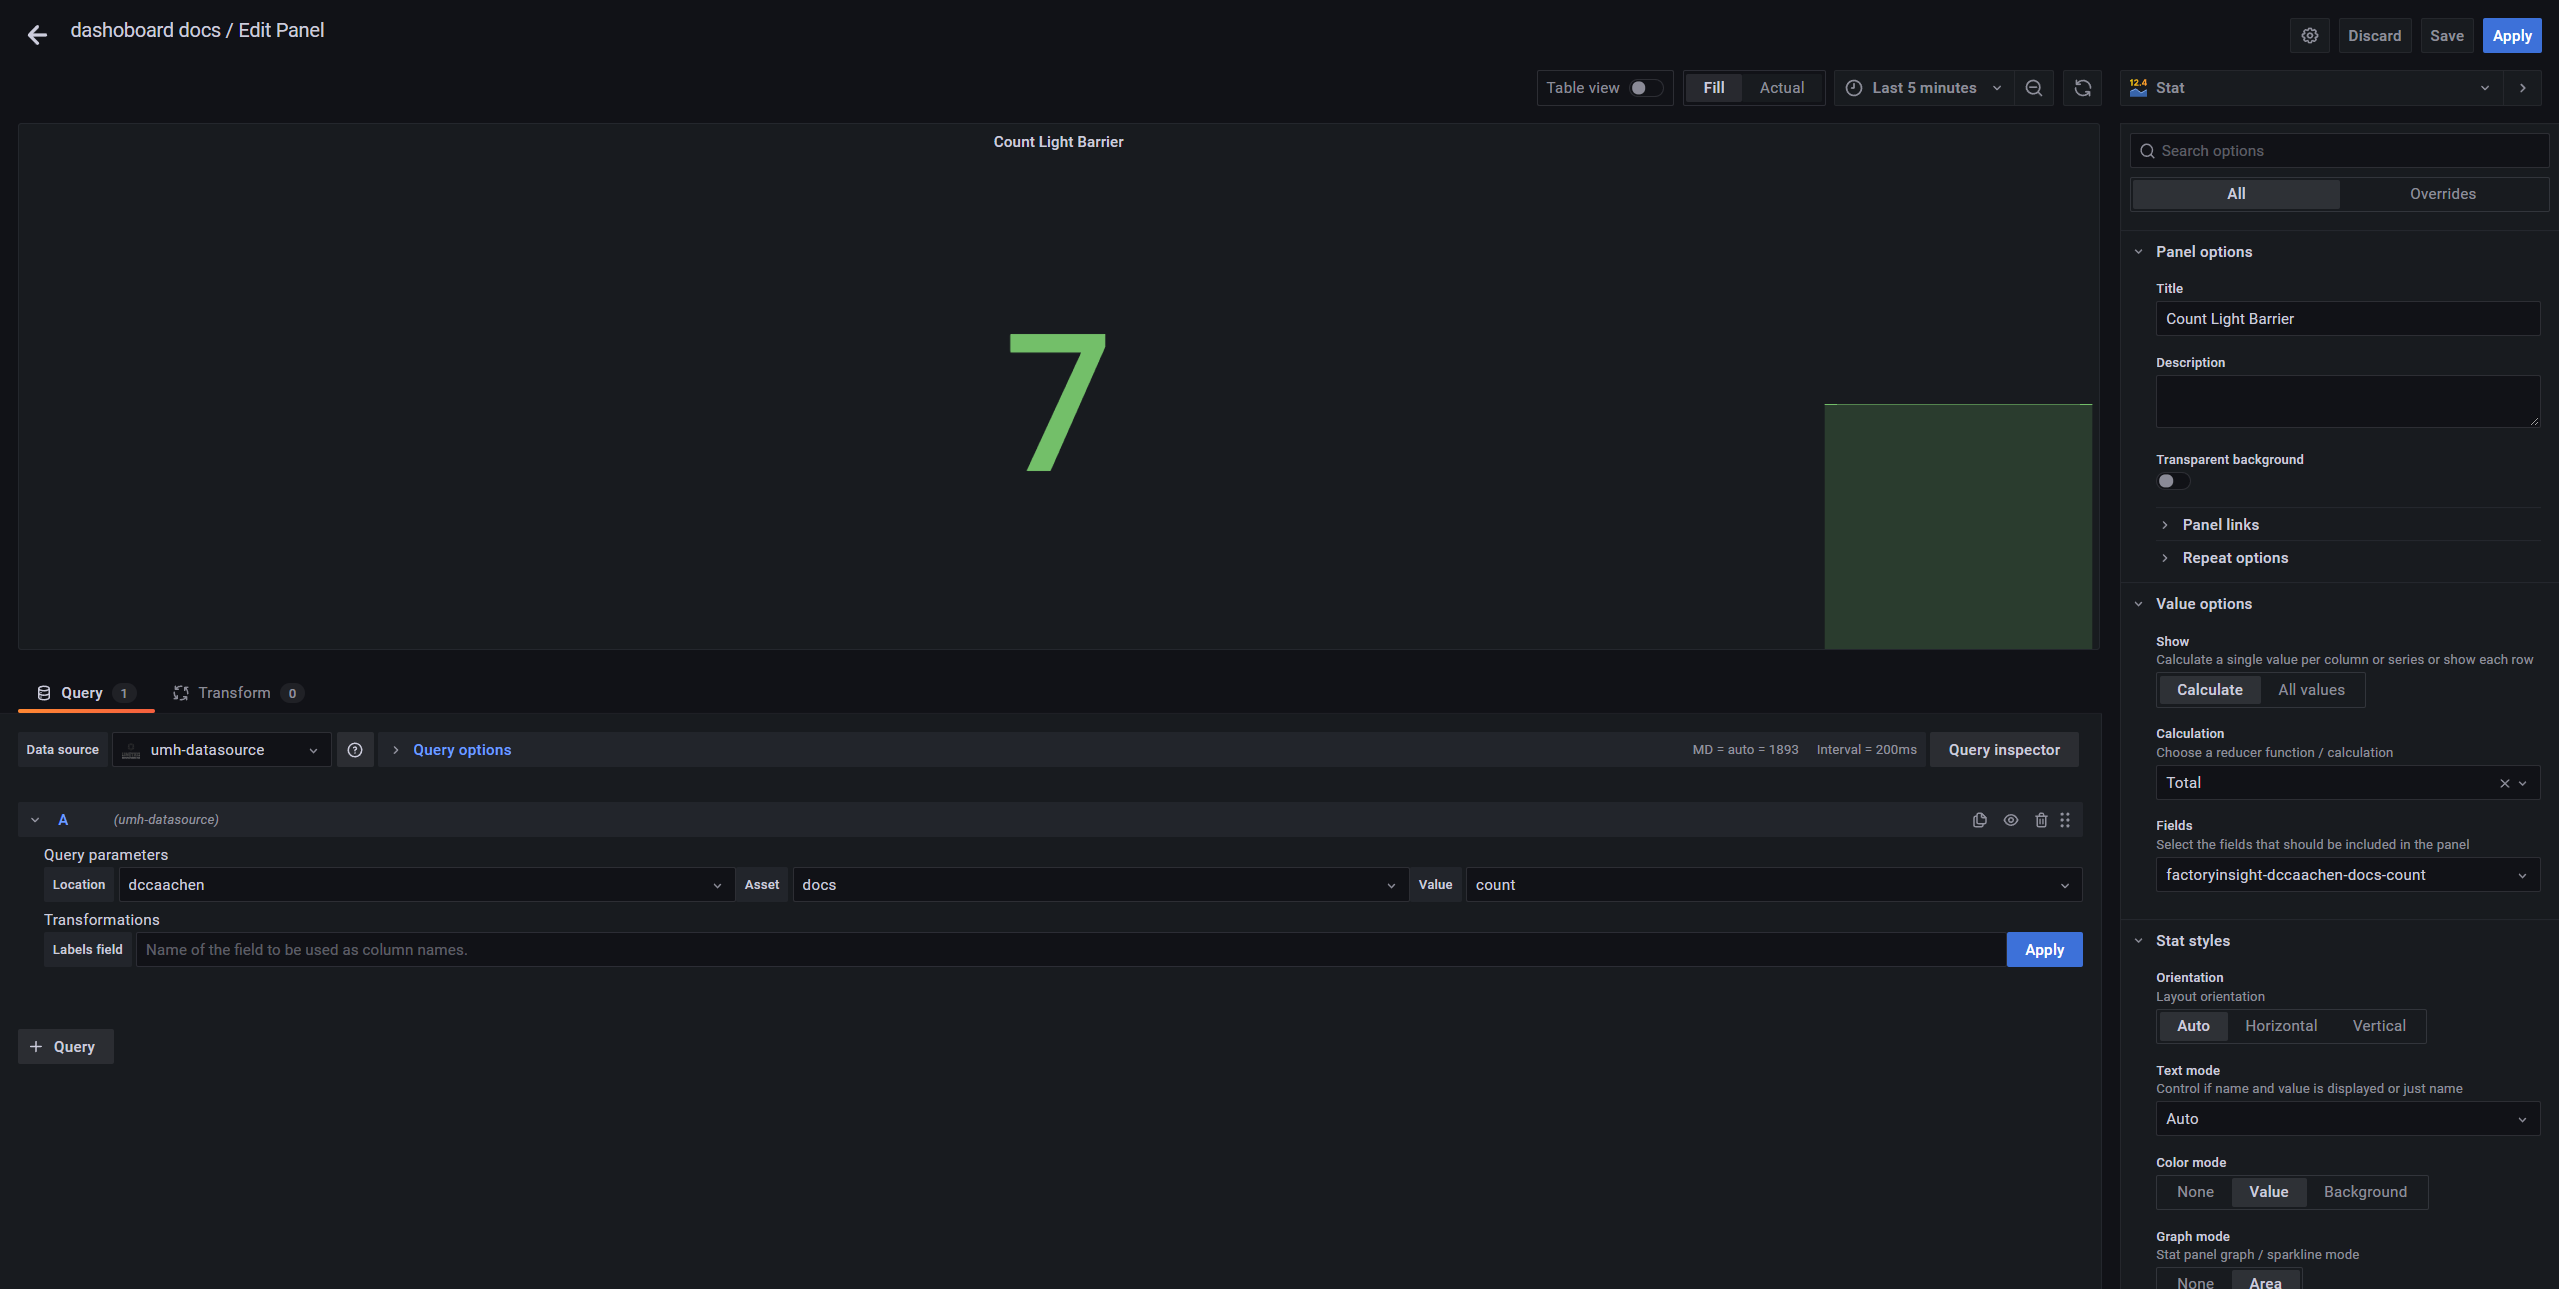 dashoboard docs / Edit Panel
Discard
Save
Apply
Table view
Fill
Actual
Last 5 minutes
12.4
Stat
Count Light Barrier
7
Query 1
Transform 0
Data source
umh-datasource
Query options
MD = auto = 1893
Interval = 200ms
Query inspector
A
(umh-datasource)
Query parameters
Location
dccaachen
Asset
docs
Value
count
Transformations
Labels field
Name of the field to be used as column names.
Apply
+ Query
Search options
All
Overrides
Panel options
Title
Count Light Barrier
Description
Transparent background
Panel links
Repeat options
Value options
Show
Calculate a single value per column or series or show each row
Calculate
All values
Calculation
Choose a reducer function / calculation
Total
Fields
Select the fields that should be included in the panel
factoryinsight-dccaachen-docs-count
Stat styles
Orientation
Layout orientation
Auto
Horizontal
Vertical
Text mode
Control if name and value is displayed or just name
Auto
Color mode
None
Value
Background
Graph mode
Stat panel graph / sparkline mode
None
Area